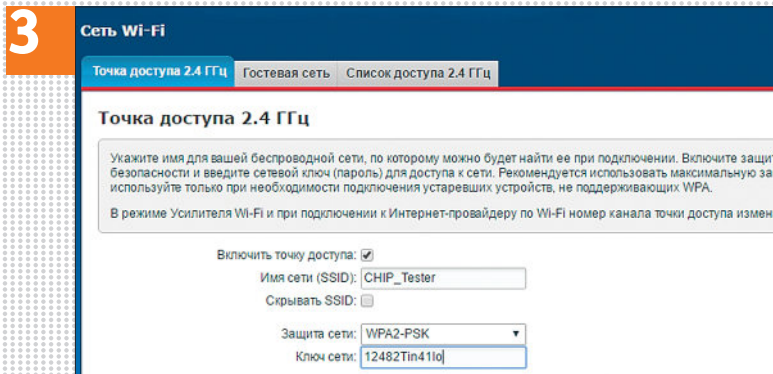 3
Сеть Wi-Fi
Точка доступа 2.4 ГГц Гостевая сеть Список доступа 2.4 ГГц
Точка доступа 2.4 ГГц
Укажите имя для вашей беспроводной сети, по которому можно будет найти ее при подключении. Включите защит
безопасности и введите сетевой ключ (пароль) для доступа к сети. Рекомендуется использовать максимальную за
используйте только при необходимости подключения устаревших устройств, не поддерживающих WPA.
В режиме Усилителя Wi-Fi и при подключении к Интернет-провайдеру по Wi-Fi номер канала точки доступа измен
Включить точку доступа:
Имя сети (SSID): CHIP_Tester
Скрывать SSID:
Защита сети: WPA2-PSK
Ключ сети: 12482Tin41lo